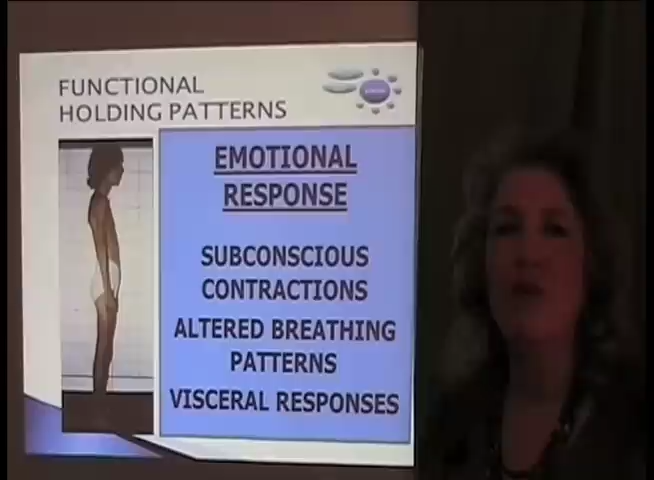 FUNCTIONAL
HOLDING PATTERNS
EMOTIONAL
RESPONSE
SUBCONSCIOUS
CONTRACTIONS
ALTERED BREATHING
PATTERNS
VISCERAL RESPONSES